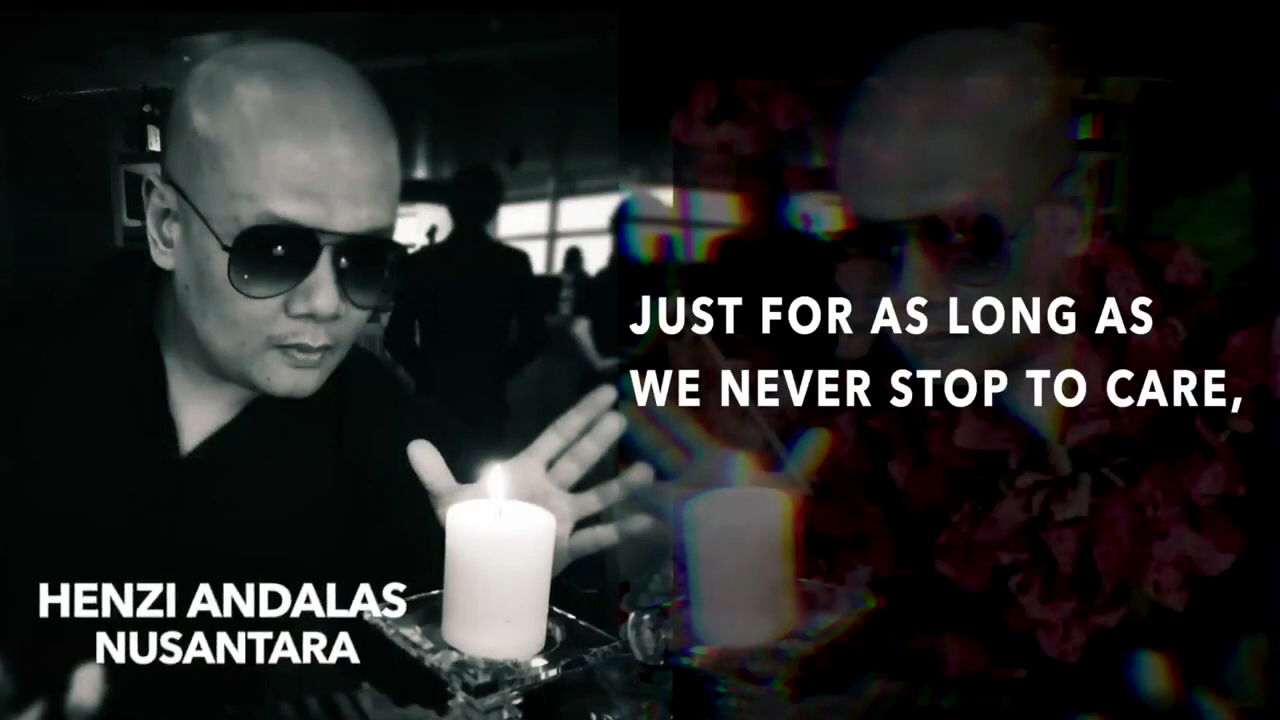 JUST FOR AS LONG AS
WE NEVER STOP TO CARE,
HENZI ANDALAS
NUSANTARA